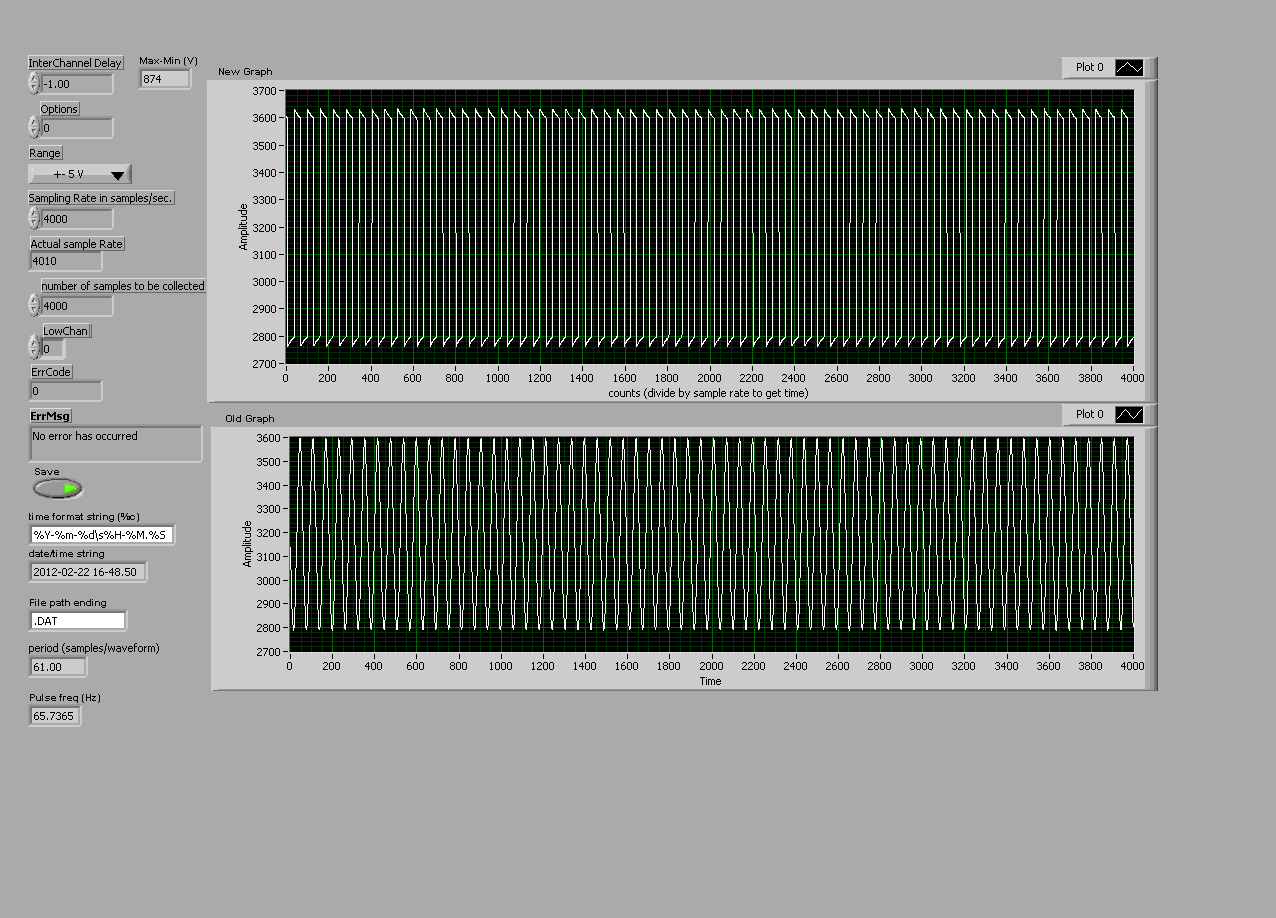 InterChannel Delay
-1.00
Max-Min (V)
874
Options
0
Range
+- 5 V
Sampling Rate in samples/sec.
4000
Actual sample Rate
4010
number of samples to be collected
4000
LowChan
0
ErrCode
0
ErrMsg
No error has occurred
Save
time format string (%c)
%Y-%m-%d\s%H-%M.%S
date/time string
2012-02-22 16-48.50
File path ending
.DAT
period (samples/waveform)
61.00
Pulse freq (Hz)
65.7365
New Graph
Plot 0
Amplitude
3700
3600
3500
3400
3300
3200
3100
3000
2900
2800
2700
0 200 400 600 800 1000 1200 1400 1600 1800 2000 2200 2400 2600 2800 3000 3200 3400 3600 3800 4000
counts (divide by sample rate to get time)
Old Graph
Plot 0
Amplitude
3600
3500
3400
3300
3200
3100
3000
2900
2800
2700
0 200 400 600 800 1000 1200 1400 1600 1800 2000 2200 2400 2600 2800 3000 3200 3400 3600 3800 4000
Time